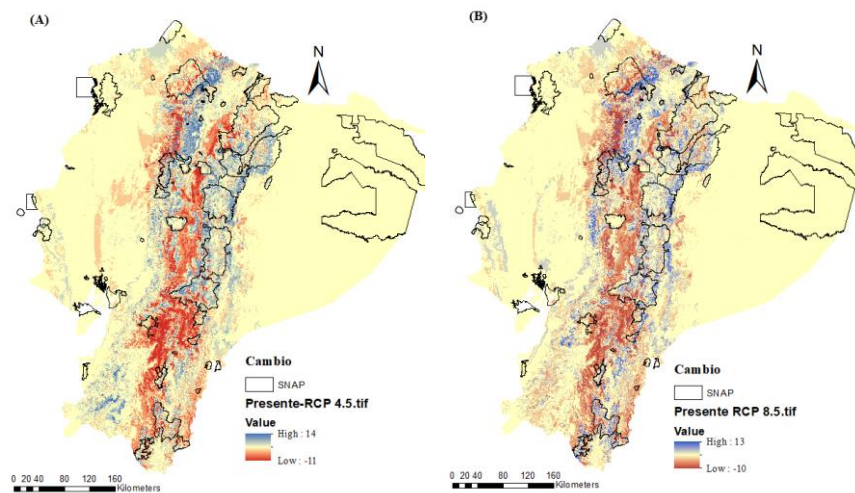 (A)
N
Cambio
SNAP
Presente-RCP 4.5.tif
Value
High : 14
Low : -11
0 20 40 80 120 160
Kilometers
(B)
N
Cambio
SNAP
Presente RCP 8.5.tif
Value
High : 13
Low : -10
0 20 40 80 120 160
Kilometers